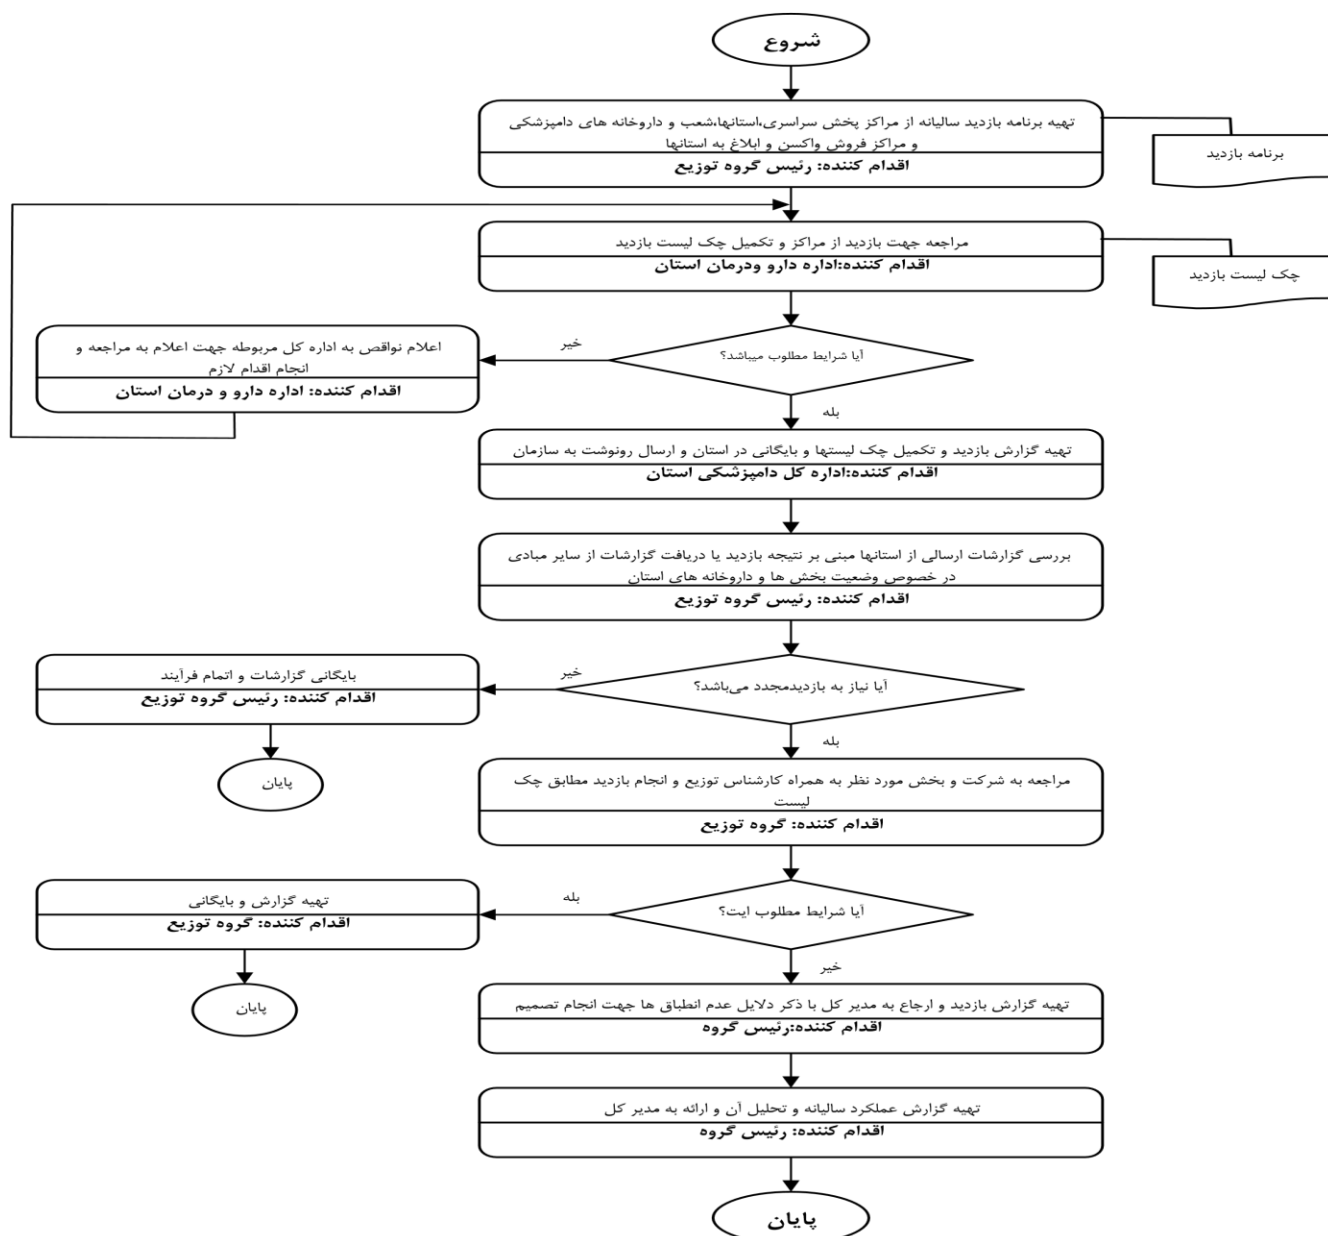 شروع
تهیه برنامه بازدید سالیانه از مراکز پخش سراسری،استانها،شعب و داروخانه های دامپزشکی
و مراکز فروش واکسن و ابلاغ به استانها
اقدام کننده: رئیس گروه توزیع
برنامه بازدید
مراجعه جهت بازدید از مراکز و تکمیل چک لیست بازدید
اقدام کننده:اداره دارو ودرمان استان
چک لیست بازدید
آیا شرایط مطلوب میباشد؟
خیر
اعلام نواقص به اداره کل مربوطه جهت اعلام به مراجعه و
انجام اقدام لازم
اقدام کننده: اداره دارو و درمان استان
بله
تهیه گزارش بازدید و تکمیل چک لیستها و بایگانی در استان و ارسال رونوشت به سازمان
اقدام کننده:اداره کل دامپزشکی استان
بررسی گزارشات ارسالی از استانها مبنی بر نتیجه بازدید یا دریافت گزارشات از سایر مبادی
در خصوص وضعیت بخش ها و داروخانه های استان
اقدام کننده: رئیس گروه توزیع
آیا نیاز به بازدیدمجدد می‌باشد؟
خیر
بایگانی گزارشات و اتمام فرآیند
اقدام کننده: رئیس گروه توزیع
پایان
بله
مراجعه به شرکت و بخش مورد نظر به همراه کارشناس توزیع و انجام بازدید مطابق چک
لیست
اقدام کننده: گروه توزیع
آیا شرایط مطلوب ایت؟
بله
تهیه گزارش و بایگانی
اقدام کننده: گروه توزیع
پایان
خیر
تهیه گزارش بازدید و ارجاع به مدیر کل با ذکر دلایل عدم انطباق ها جهت انجام تصمیم
اقدام کننده:رئیس گروه
تهیه گزارش عملکرد سالیانه و تحلیل آن و ارائه به مدیر کل
اقدام کننده: رئیس گروه
پایان